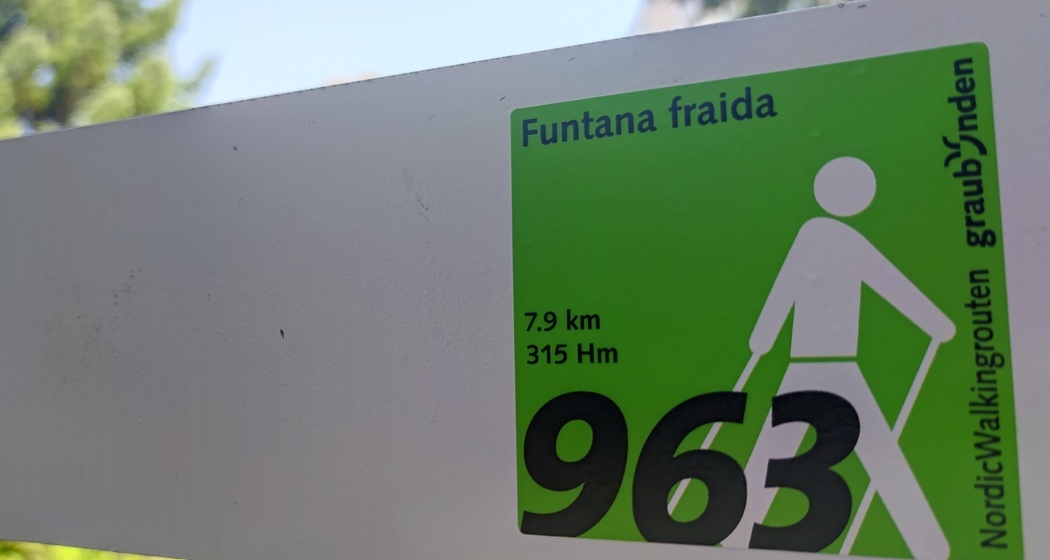 Funtana fraida
7.9 km
315 Hm
963
NordicWalkingrouten graubünden